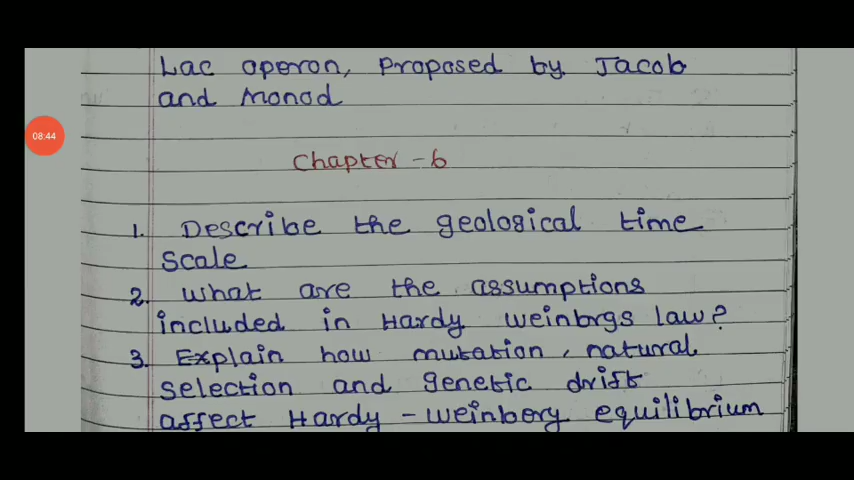 Lac operon, Proposed by Jacob
and Monod
08:44
Chapter - 6
1. Describe the geological time
Scale
2. What are the assumptions
included in Hardy weinbrgs law?
3. Explain how mutation, natural
selection and genetic drift
affect Hardy - weinberg equilibrium